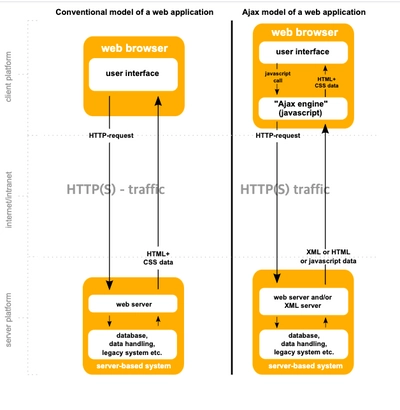 Conventional model of a web application
web browser
user interface
HTTP-request
HTTP(S) - traffic
HTML+
CSS data
web server
database,
data handling,
legacy system etc.
server-based system
Ajax model of a web application
web browser
user interface
javascript
call
HTML+
CSS data
"Ajax engine"
(javascript)
HTTP-request
HTTP(S) traffic
XML or HTML
or javascript data
web server and/or
XML server
database,
data handling,
legacy system etc.
server-based system
client platform
internet/intranet
server platform